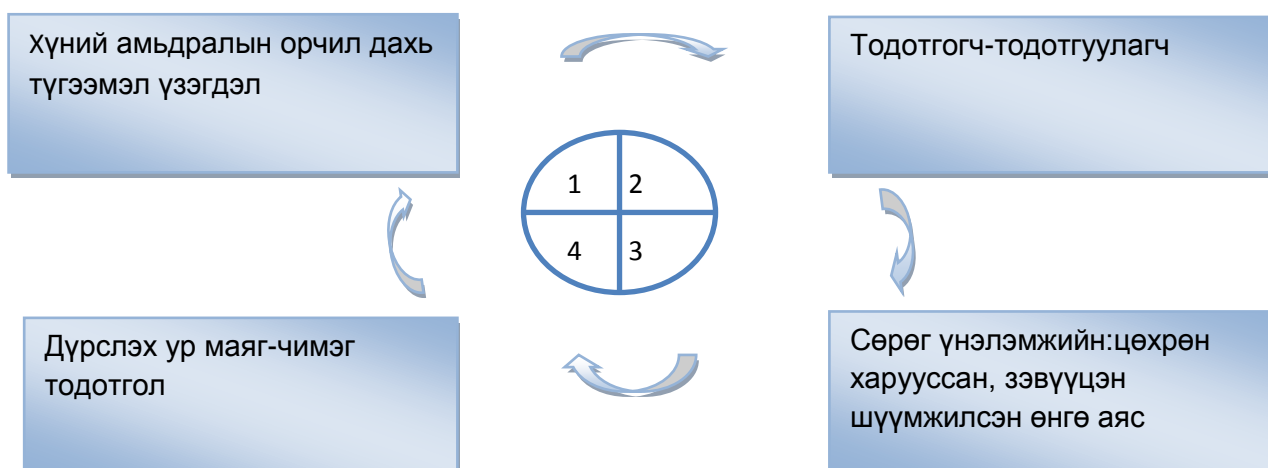 Хүний амьдралын орчил дахь
түгээмэл үзэгдэл
Тодотгогч-тодотгуулагч
1
2
4
3
Дүрслэх ур маяг-чимэг
тодотгол
Сөрөг үнэлэмжийн:цөхрөн
харууссан, зэвүүцэн
шүүмжилсэн өнгө аяс